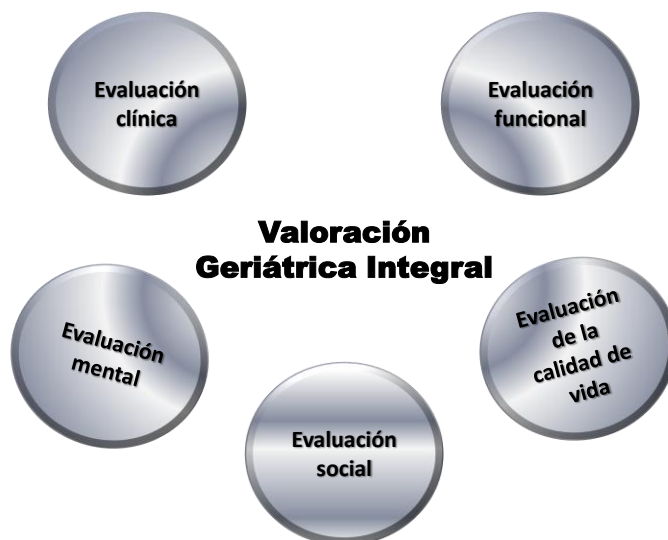 Evaluación
clínica
Evaluación
funcional
Valoración
Geriátrica Integral
Evaluación
mental
Evaluación
de la
calidad de
vida
Evaluación
social